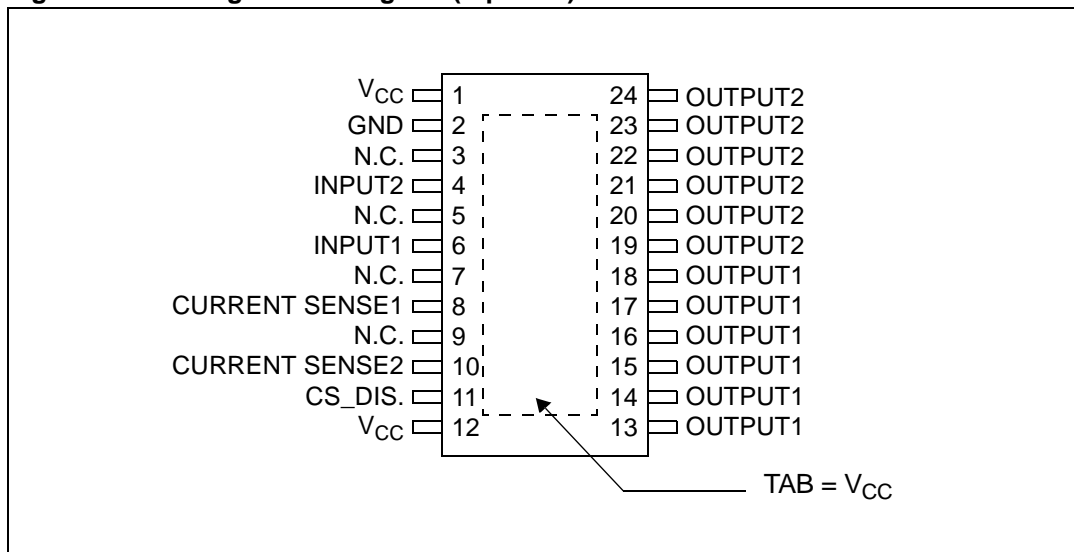 V_CC 1 24 OUTPUT2
GND 2 23 OUTPUT2
N.C. 3 22 OUTPUT2
INPUT2 4 21 OUTPUT2
N.C. 5 20 OUTPUT2
INPUT1 6 19 OUTPUT2
N.C. 7 18 OUTPUT1
CURRENT SENSE1 8 17 OUTPUT1
N.C. 9 16 OUTPUT1
CURRENT SENSE2 10 15 OUTPUT1
CS_DIS. 11 14 OUTPUT1
V_CC 12 13 OUTPUT1
TAB = V_CC